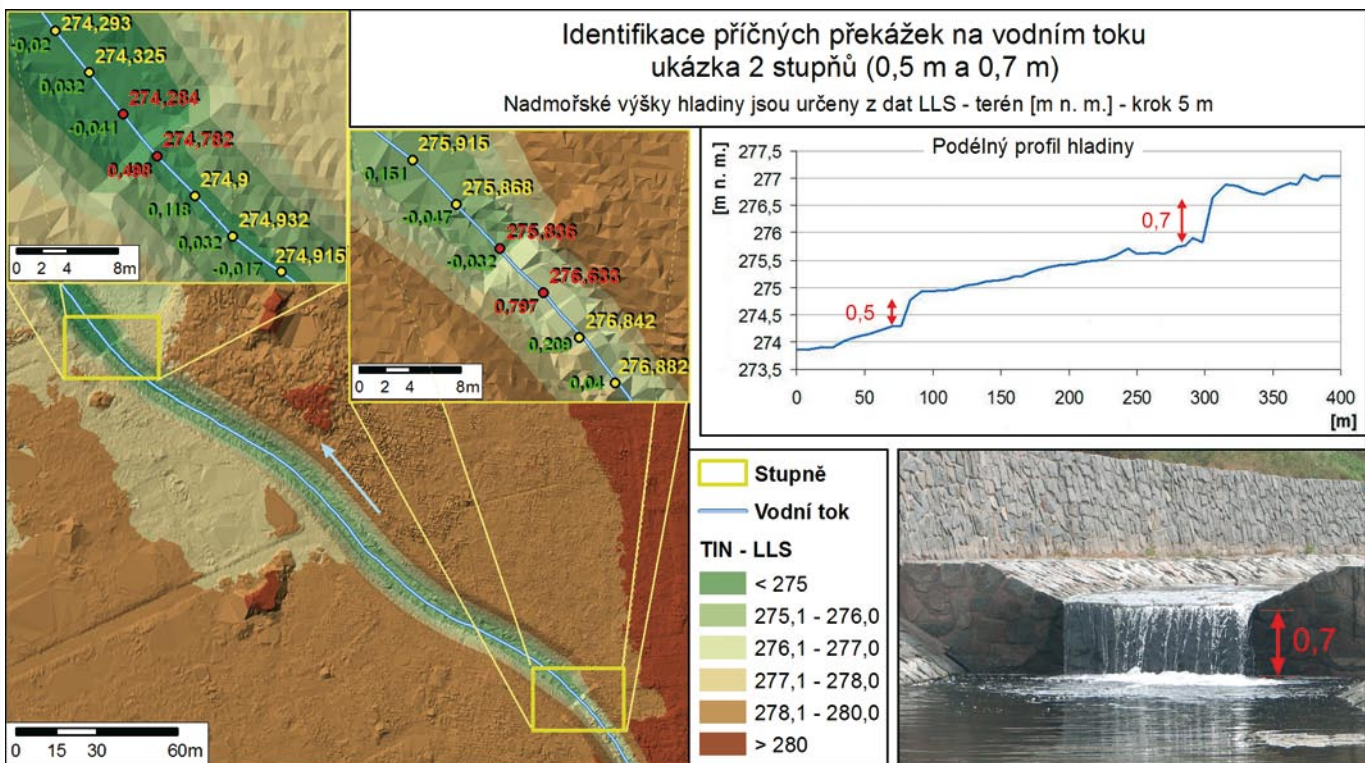 Identifikace příčných překážek na vodním toku
ukázka 2 stupňů (0,5 m a 0,7 m)
Nadmořské výšky hladiny jsou určeny z dat LLS - terén [m n. m.] - krok 5 m
274,293
-0,02
274,325
0,032
274,284
-0,041
274,782
0,498
274,9
0,118
274,932
0,032
274,915
-0,017
0 2 4 8m
275,915
0,151
275,868
-0,047
275,836
-0,032
276,633
0,797
276,842
0,209
276,882
0,04
0 2 4 8m
0 15 30 60m
Podélný profil hladiny
[m n. m.]
277,5
277
276,5
276
275,5
275
274,5
274
273,5
0,5
0,7
0 50 100 150 200 250 300 350 400
[m]
Stupně
Vodní tok
TIN - LLS
< 275
275,1 - 276,0
276,1 - 277,0
277,1 - 278,0
278,1 - 280,0
> 280
0,7